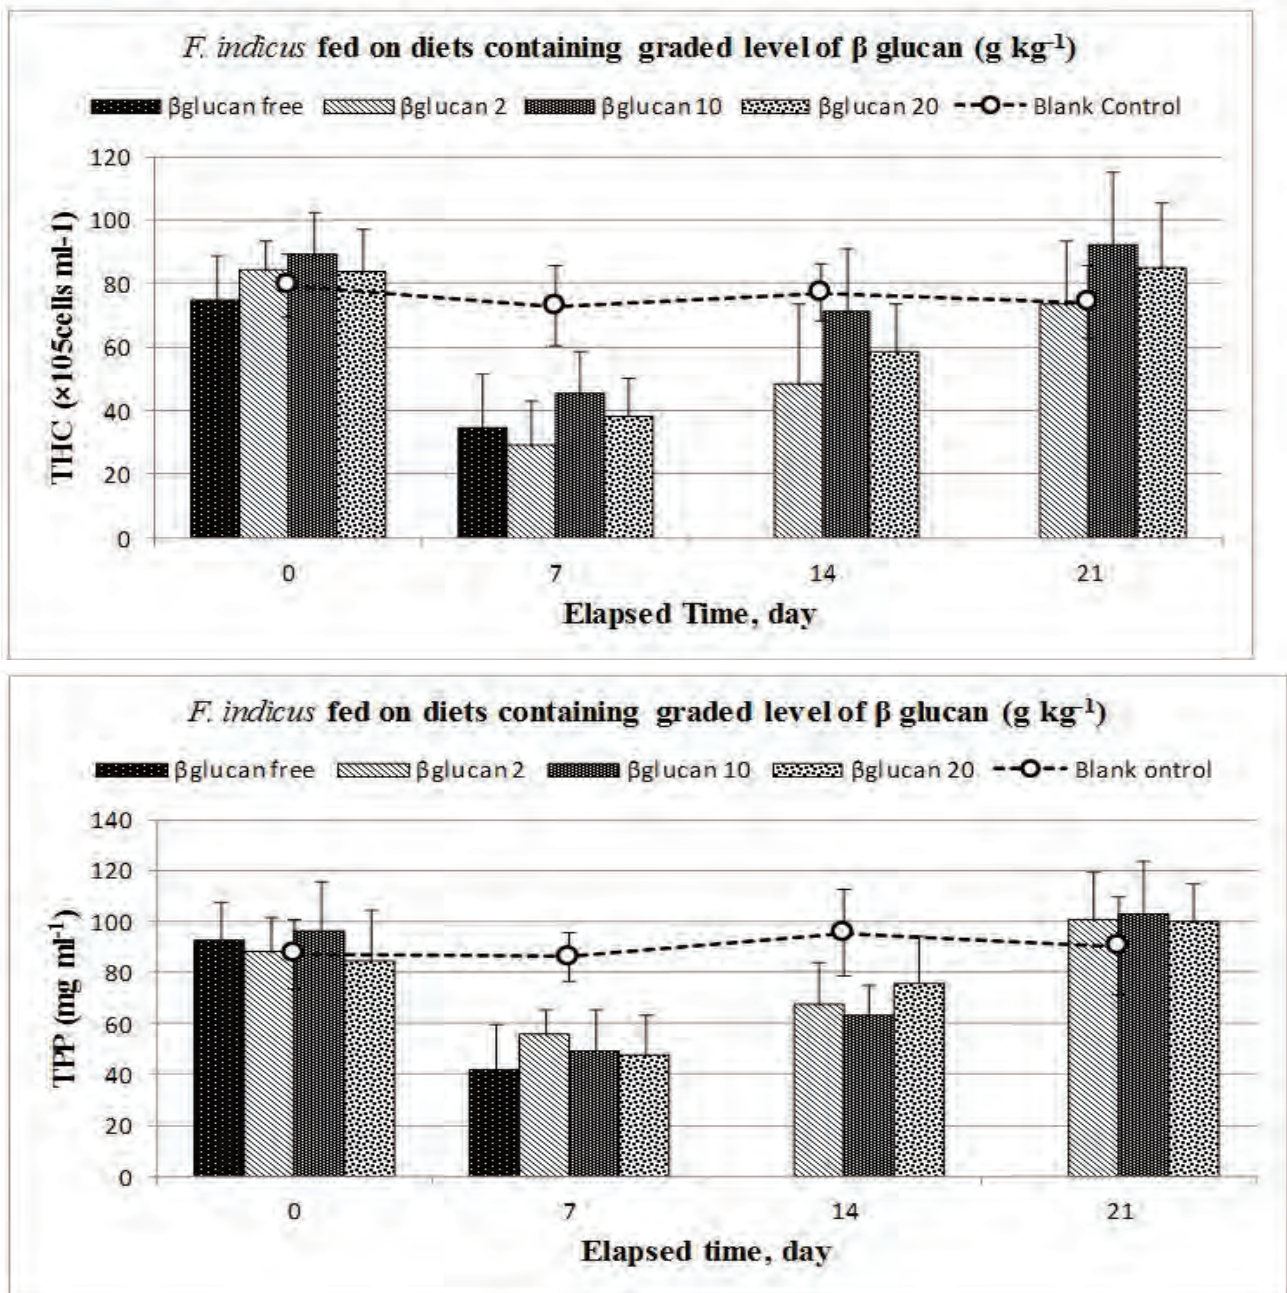 F. indicus fed on diets containing graded level of β glucan (g kg⁻¹)
βglucan free βglucan 2 βglucan 10 βglucan 20 Blank Control
120
100
80
60
40
20
0
THC (×105cells ml-1)
0 7 14 21
Elapsed Time, day
F. indicus fed on diets containing graded level of β glucan (g kg⁻¹)
βglucan free βglucan 2 βglucan 10 βglucan 20 Blank ontrol
140
120
100
80
60
40
20
0
TPP (mg ml⁻¹)
0 7 14 21
Elapsed time, day